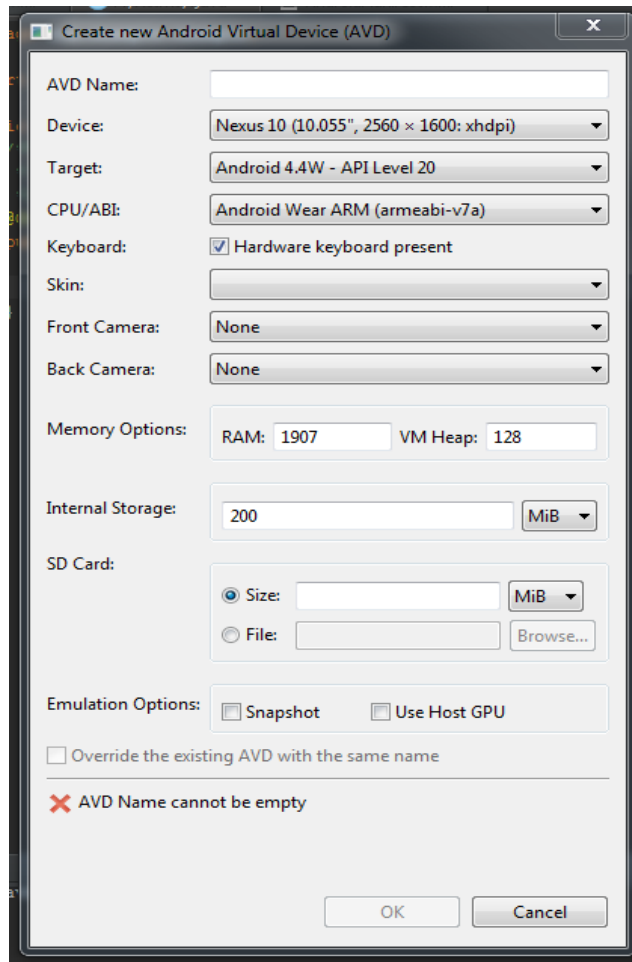 Create new Android Virtual Device (AVD)
x
AVD Name:
Device: Nexus 10 (10.055", 2560 × 1600: xhdpi)
Target: Android 4.4W - API Level 20
CPU/ABI: Android Wear ARM (armeabi-v7a)
Keyboard: Hardware keyboard present
Skin:
Front Camera: None
Back Camera: None
Memory Options: RAM: 1907 VM Heap: 128
Internal Storage: 200 MiB
SD Card:
Size: MiB
File: Browse...
Emulation Options: Snapshot Use Host GPU
Override the existing AVD with the same name
AVD Name cannot be empty
OK Cancel